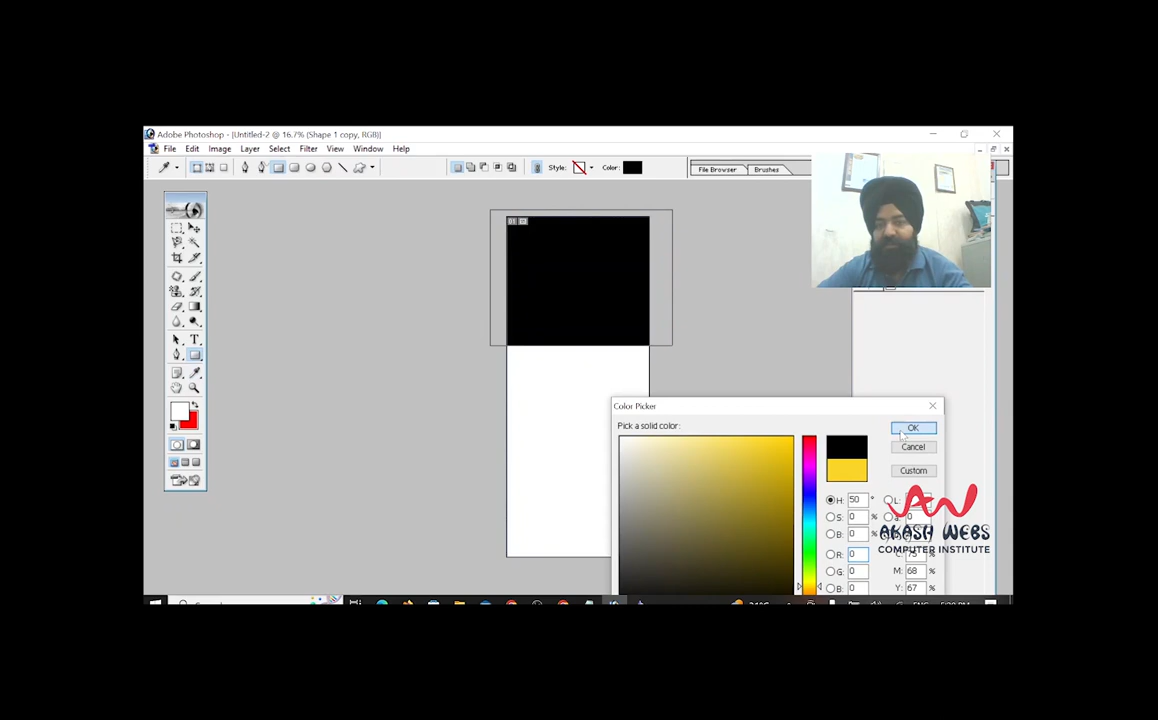 Adobe Photoshop - [Untitled-2 @ 16.7% (Shape 1 copy, RGB)]
File Edit Image Layer Select Filter View Window Help
Style: Color: File Browser Brushes
01
Color Picker
Pick a solid color:
OK
Cancel
Custom
H: 50 ° L:
S: 0 % a: 0
B: 0 %
R: 0 C: 75 %
G: 0 M: 68 %
B: 0 Y: 67 %
AKASH WEBS
COMPUTER INSTITUTE